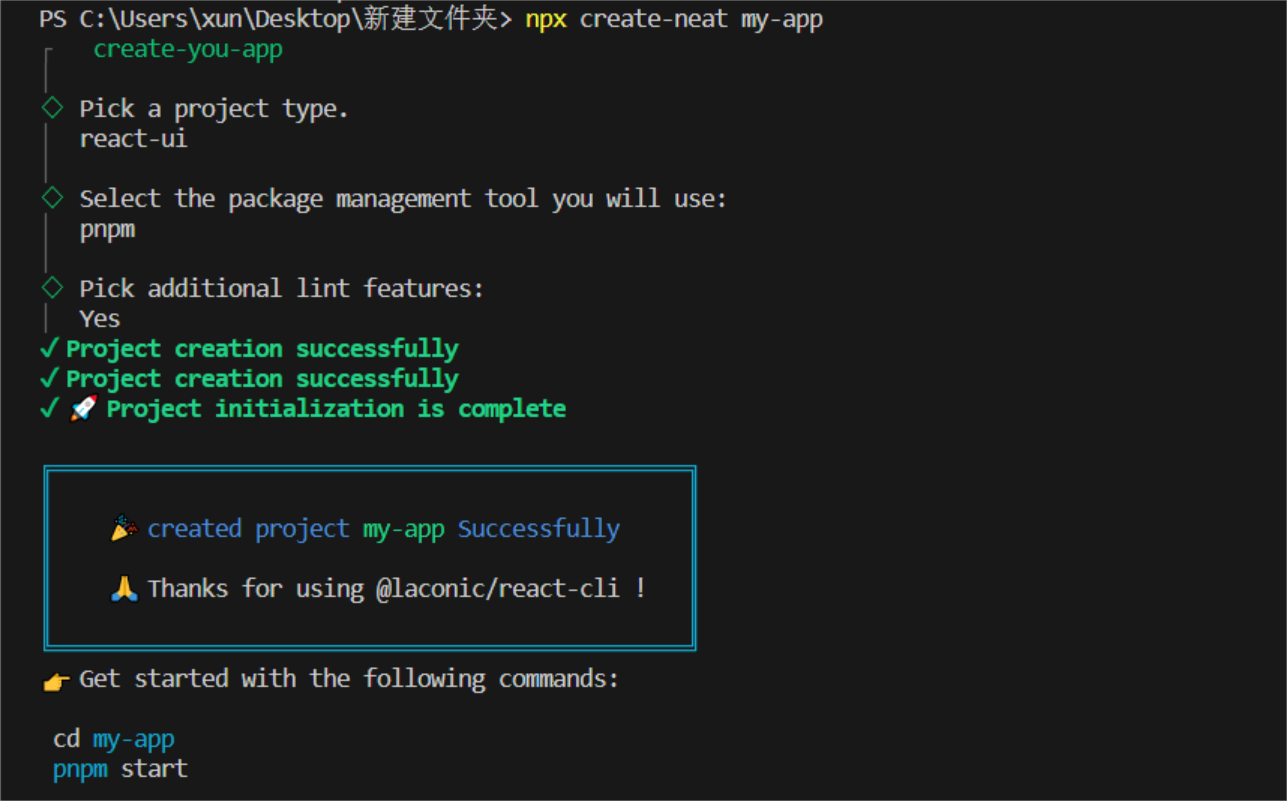 PS C:\Users\xun\Desktop\新建文件夹> npx create-neat my-app
create-you-app
Pick a project type.
react-ui
Select the package management tool you will use:
pnpm
Pick additional lint features:
Yes
✓ Project creation successfully
✓ Project creation successfully
✓ 🚀 Project initialization is complete
🎉 created project my-app Successfully
🙏 Thanks for using @laconic/react-cli !
👉 Get started with the following commands:
cd my-app
pnpm start